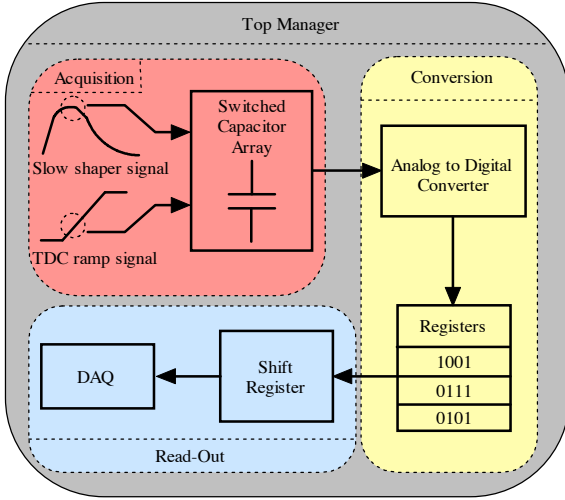 Top Manager
Acquisition
Slow shaper signal
TDC ramp signal
Switched
Capacitor
Array
Conversion
Analog to Digital
Converter
Registers
1001
0111
0101
Shift
Register
DAQ
Read-Out